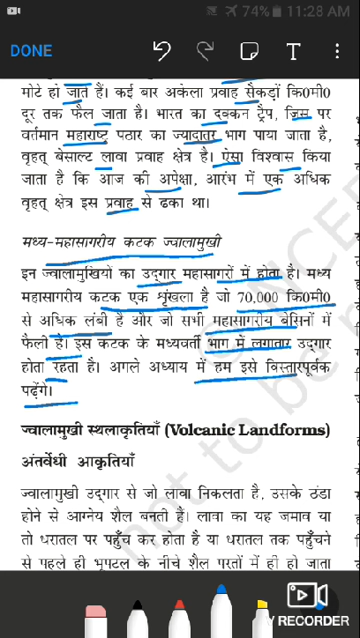 74% 11:28 AM
DONE
T
मोटे हो जाते हैं। कई बार अकेला प्रवाह सैकड़ों कि0मी0
दूर तक फैल जाता है। भारत का दक्कन ट्रैप, जिस पर
वर्तमान महाराष्ट्र पठार का ज्यादातर भाग पाया जाता है,
वृहत् बेसाल्ट लावा प्रवाह क्षेत्र है। ऐसा विश्वास किया
जाता है कि आज की अपेक्षा, आरंभ में एक अधिक
वृहत् क्षेत्र इस प्रवाह से ढका था।
मध्य-महासागरीय कटक ज्वालामुखी
इन ज्वालामुखियों का उद्गार महासागरों में होता है। मध्य
महासागरीय कटक एक श्रृंखला है जो 70,000 कि0मी0
से अधिक लंबी है और जो सभी महासागरीय बेसिनों में
फैली है। इस कटक के मध्यवर्ती भाग में लगातार उद्गार
होता रहता है। अगले अध्याय में हम इसे विस्तारपूर्वक
पढ़ेंगे।
ज्वालामुखी स्थलाकृतियाँ (Volcanic Landforms)
अंतर्वेधी आकृतियाँ
ज्वालामुखी उद्गार से जो लावा निकलता है, उसके ठंडा
होने से आग्नेय शैल बनती है। लावा का यह जमाव या
तो धरातल पर पहुँच कर होता है या धरातल तक पहुँचने
से पहले ही भूपटल के नीचे शैल परतों में ही हो जाता
not to be
RECORDER